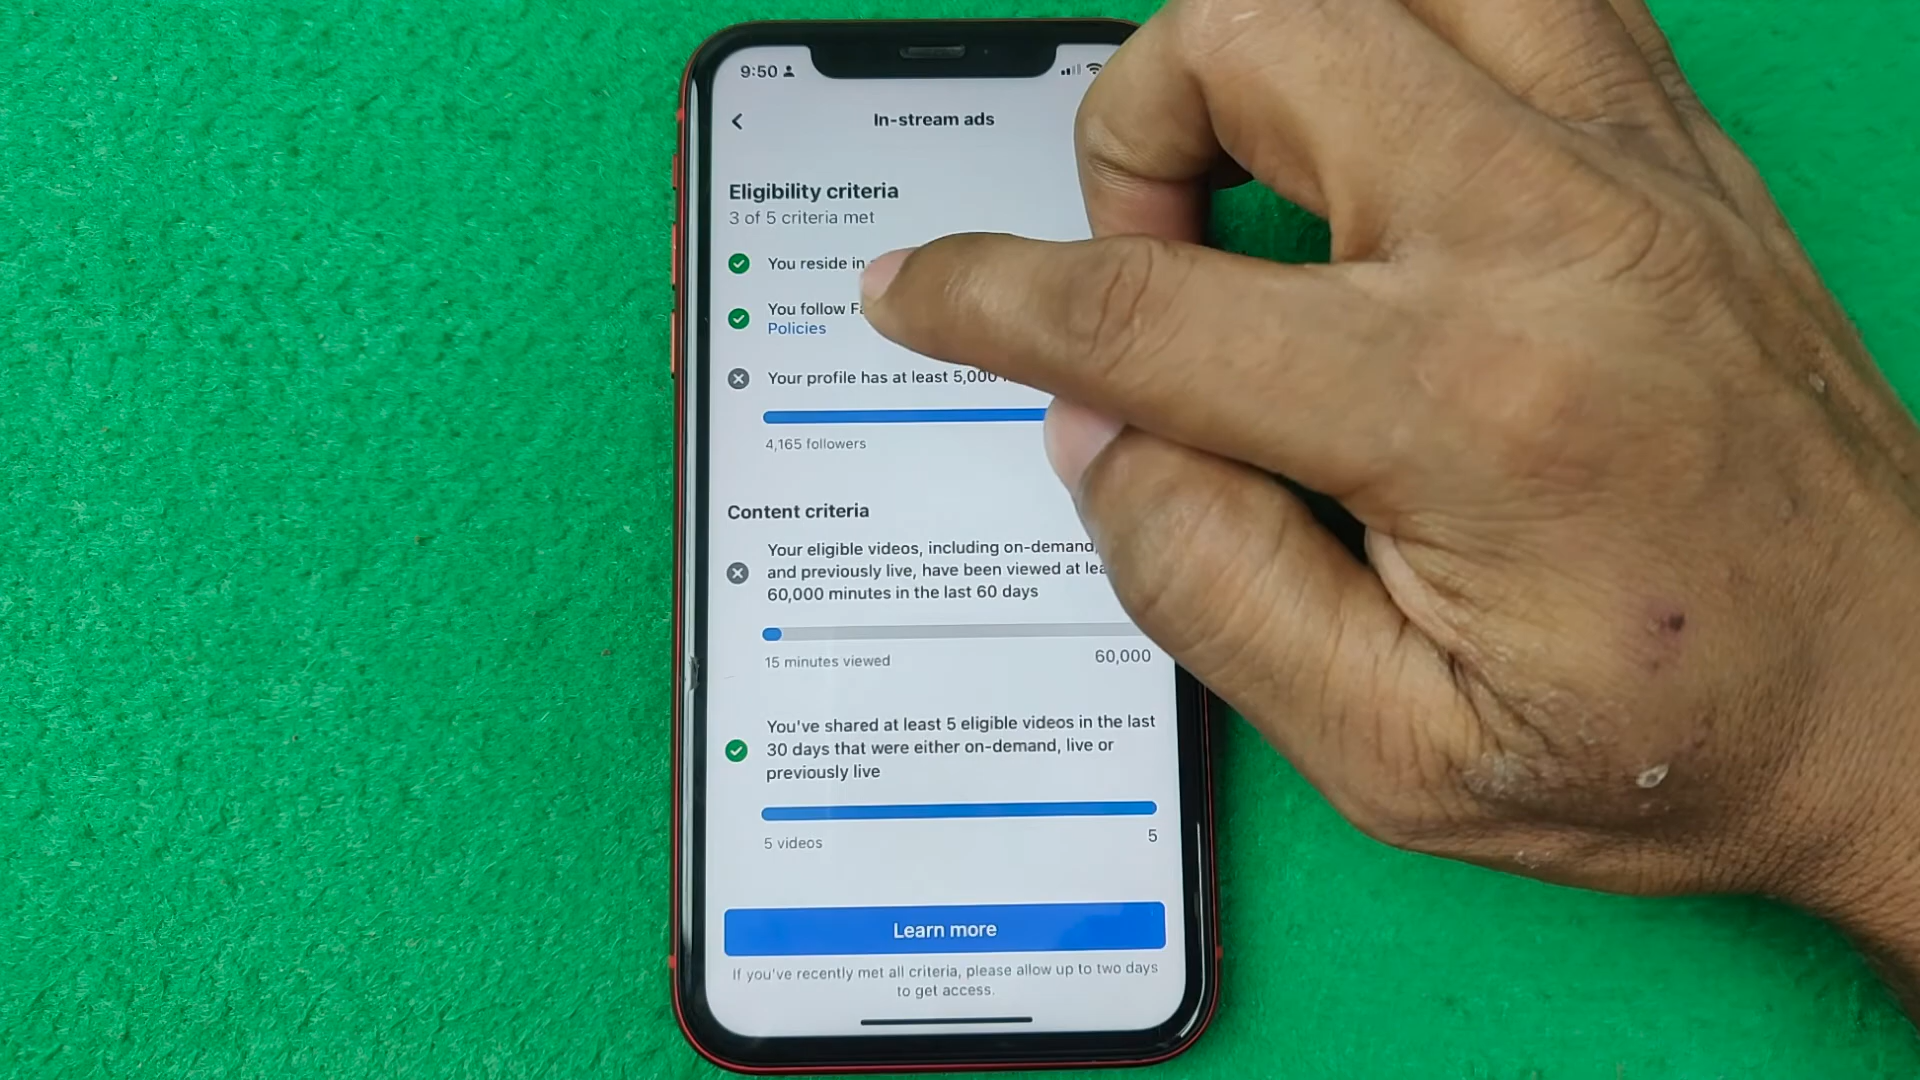 9:50
In-stream ads
Eligibility criteria
3 of 5 criteria met
You reside in
You follow
Policies
Your profile has at least 5,000
4,165 followers
Content criteria
Your eligible videos, including on-demand,
and previously live, have been viewed at
60,000 minutes in the last 60 days
15 minutes viewed
60,000
You've shared at least 5 eligible videos in the last
30 days that were either on-demand, live or
previously live
5 videos
5
Learn more
If you've recently met all criteria, please allow up to two days
to get access.